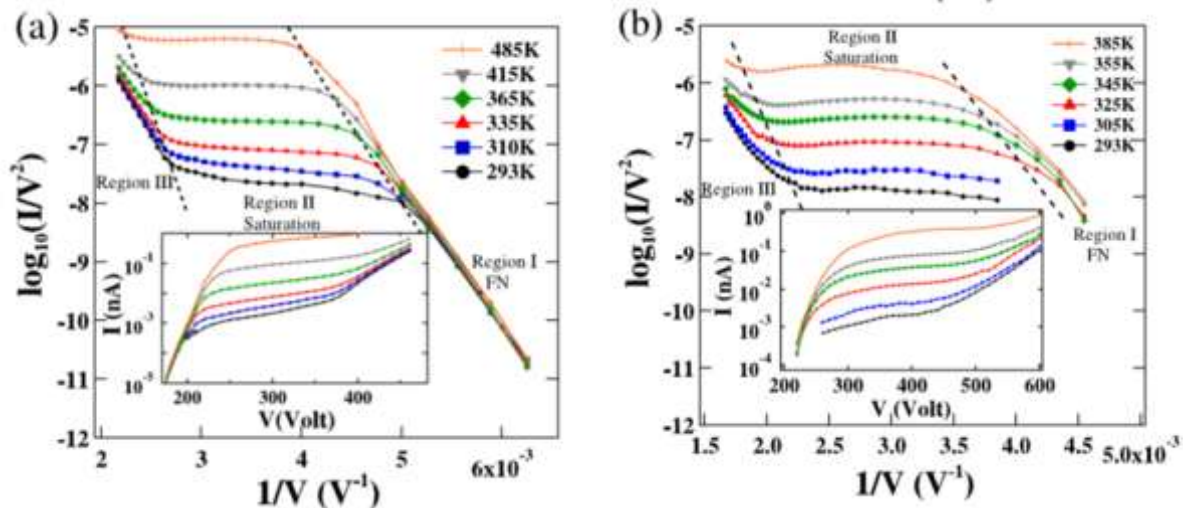 (a)
-5
-6
-7
-8
-9
-10
-11
-12
log10(I/V2)
485K
415K
365K
335K
310K
293K
Region III
Region II
Saturation
Region I
FN
10-1
10-3
10-5
I (nA)
200
400
V(Volt)
2
3
4
5
6x10-3
1/V (V-1)
(b)
-5
-6
-7
-8
-9
-10
-11
-12
log10(I/V2)
Region II
Saturation
385K
355K
345K
325K
305K
293K
Region III
Region I
FN
100
10-1
10-2
10-3
10-4
I (nA)
200
300
400
500
600
V (Volt)
1.5
2.0
2.5
3.0
3.5
4.0
4.5
5.0x10-3
1/V (V-1)